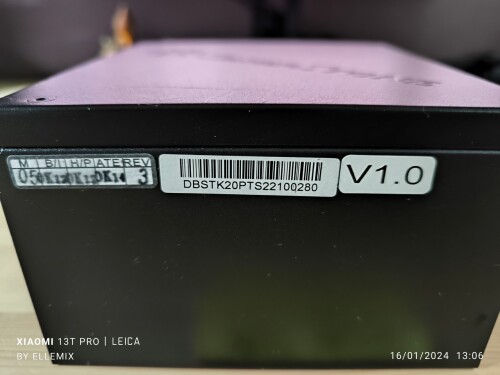 M I B/I I H/P ATE REV
3
DBSTK20PTS22100280
V1.0
XIAOMI 13T PRO | LEICA
BY ELLEMIX
16/01/2024 13:06